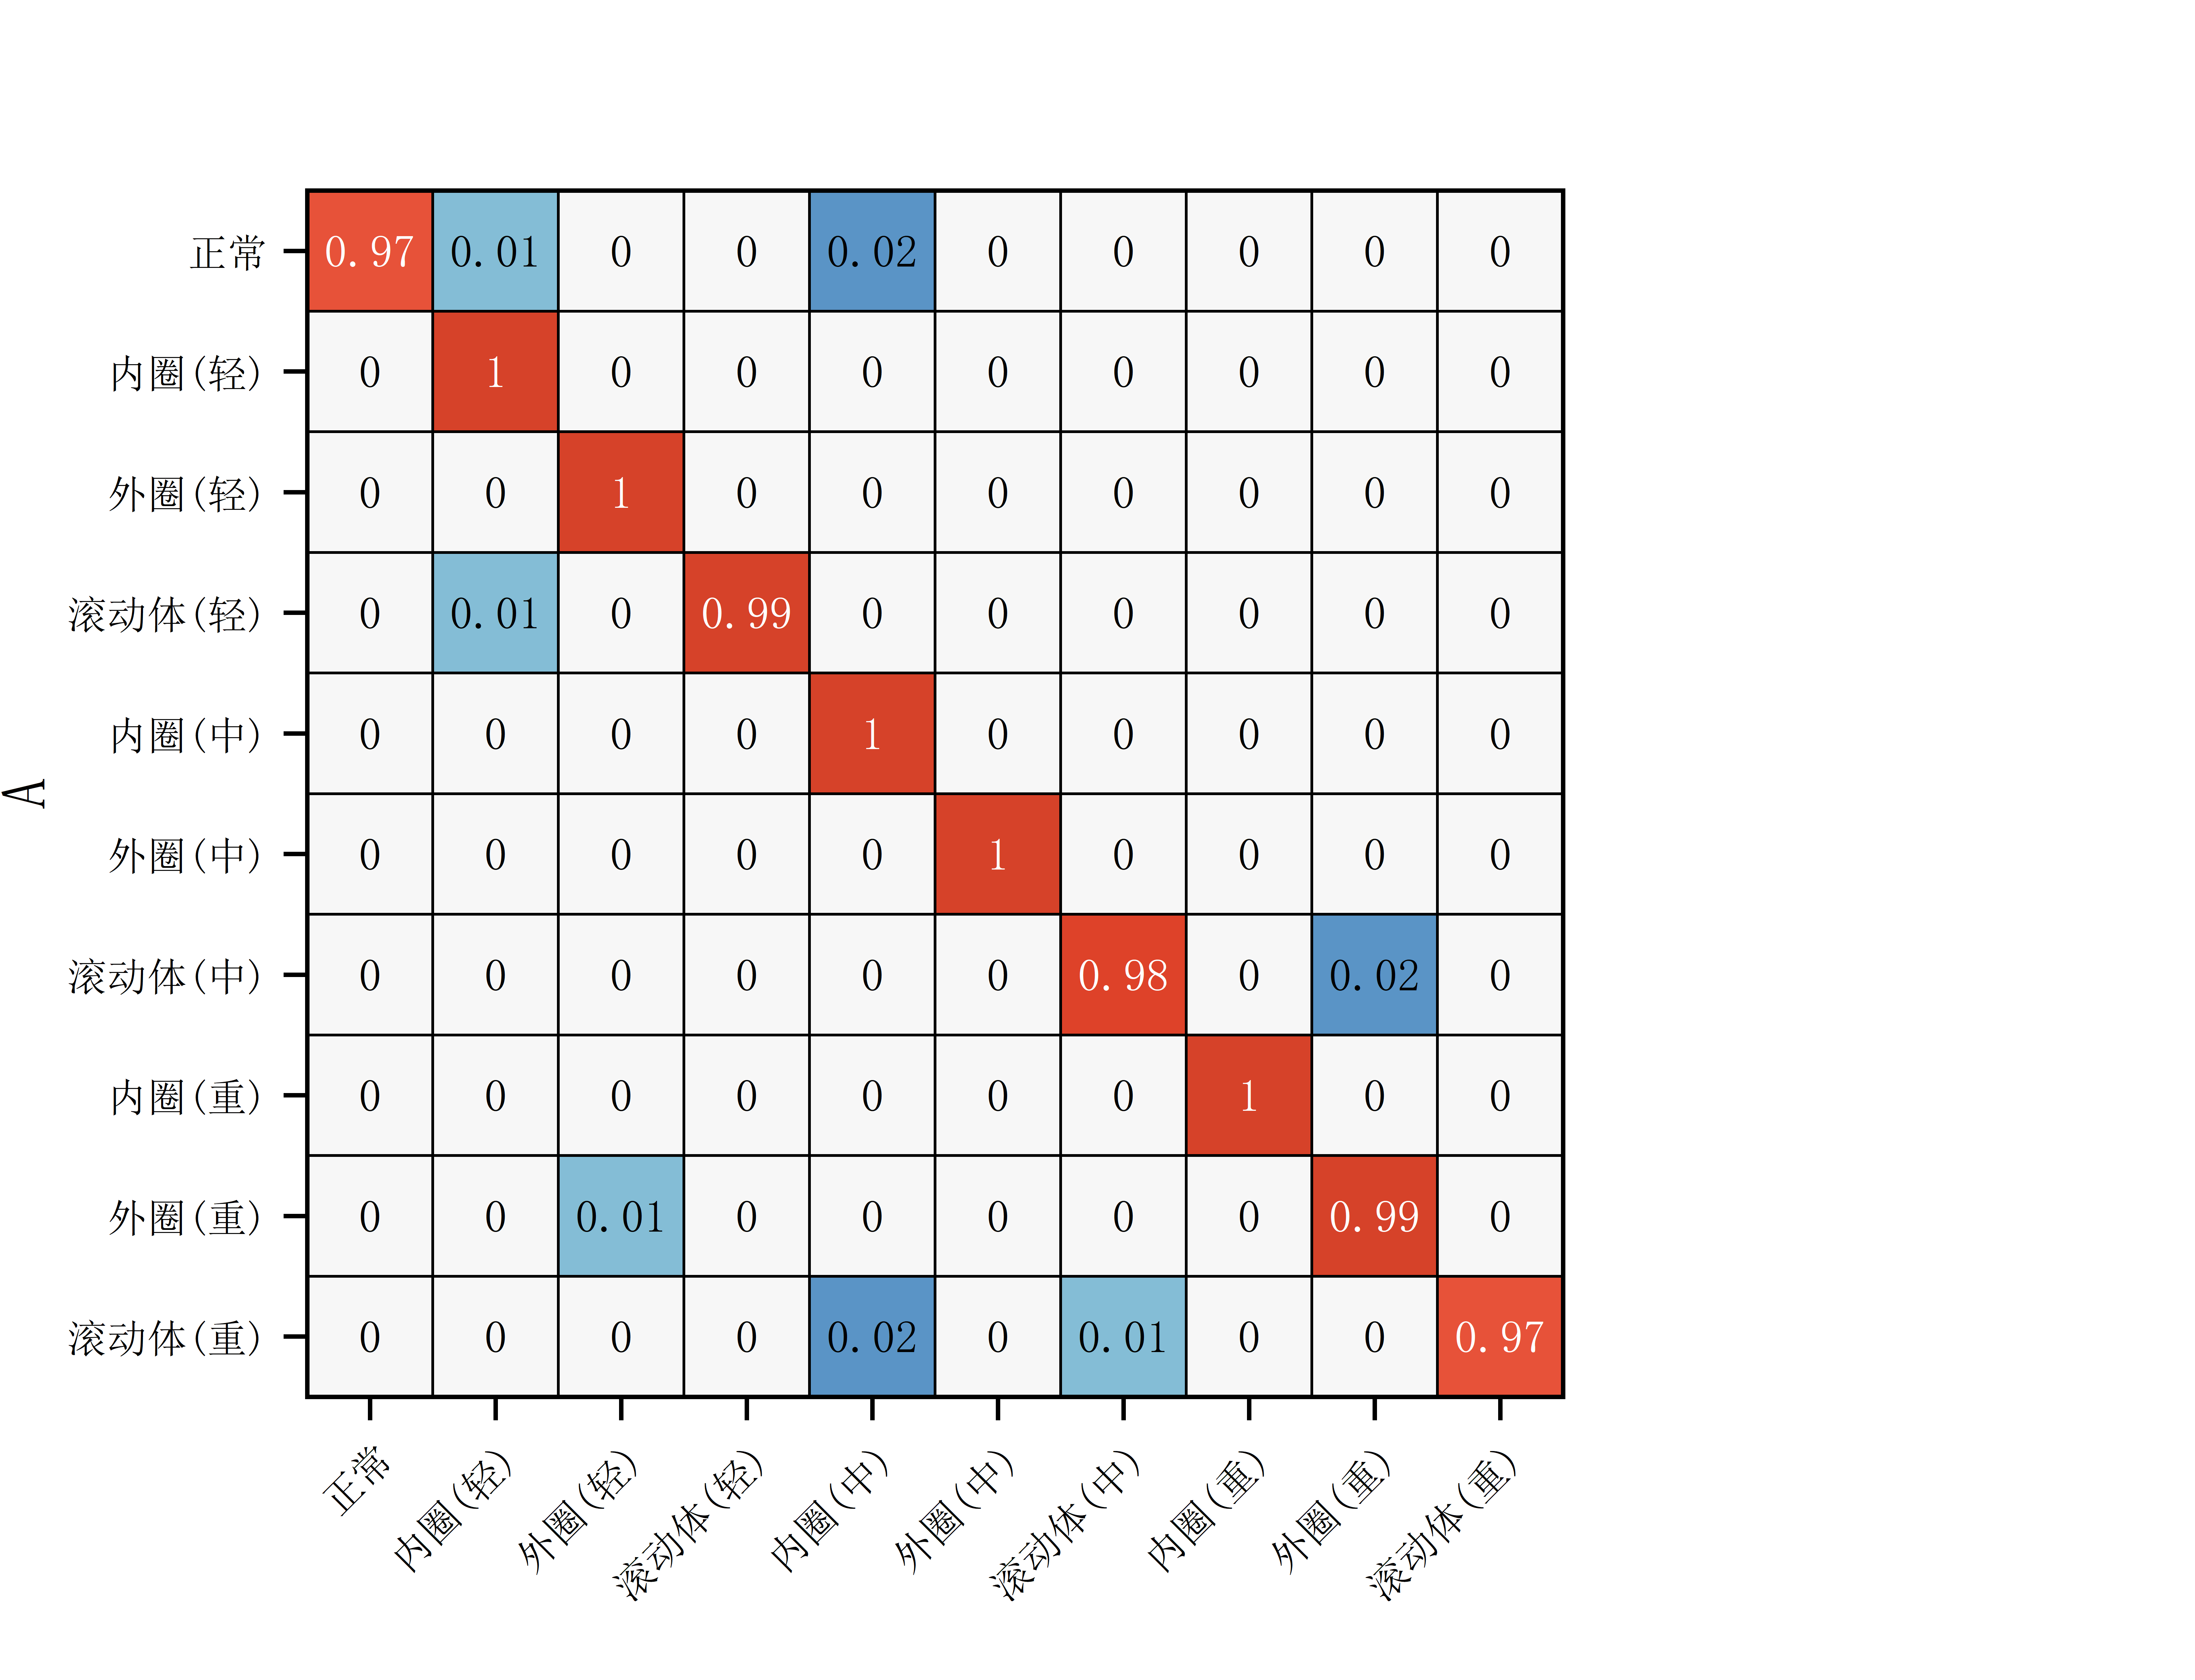 正常 0.97 0.01 0 0 0.02 0 0 0 0 0
内圈(轻) 0 1 0 0 0 0 0 0 0 0
外圈(轻) 0 0 1 0 0 0 0 0 0 0
滚动体(轻) 0 0.01 0 0.99 0 0 0 0 0 0
内圈(中) 0 0 0 0 1 0 0 0 0 0
A
外圈(中) 0 0 0 0 0 1 0 0 0 0
滚动体(中) 0 0 0 0 0 0 0.98 0 0.02 0
内圈(重) 0 0 0 0 0 0 0 1 0 0
外圈(重) 0 0 0.01 0 0 0 0 0 0.99 0
滚动体(重) 0 0 0 0 0.02 0 0.01 0 0 0.97
正常 内圈(轻) 外圈(轻) 滚动体(轻) 内圈(中) 外圈(中) 滚动体(中) 内圈(重) 外圈(重) 滚动体(重)